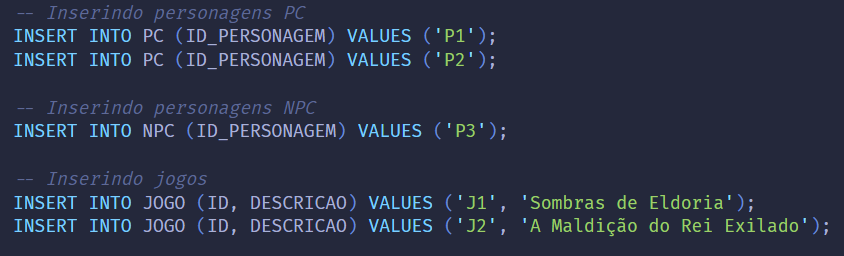 -- Inserindo personagens PC
INSERT INTO PC (ID_PERSONAGEM) VALUES ('P1');
INSERT INTO PC (ID_PERSONAGEM) VALUES ('P2');
-- Inserindo personagens NPC
INSERT INTO NPC (ID_PERSONAGEM) VALUES ('P3');
-- Inserindo jogos
INSERT INTO JOGO (ID, DESCRICAO) VALUES ('J1', 'Sombras de Eldoria');
INSERT INTO JOGO (ID, DESCRICAO) VALUES ('J2', 'A Maldição do Rei Exilado');